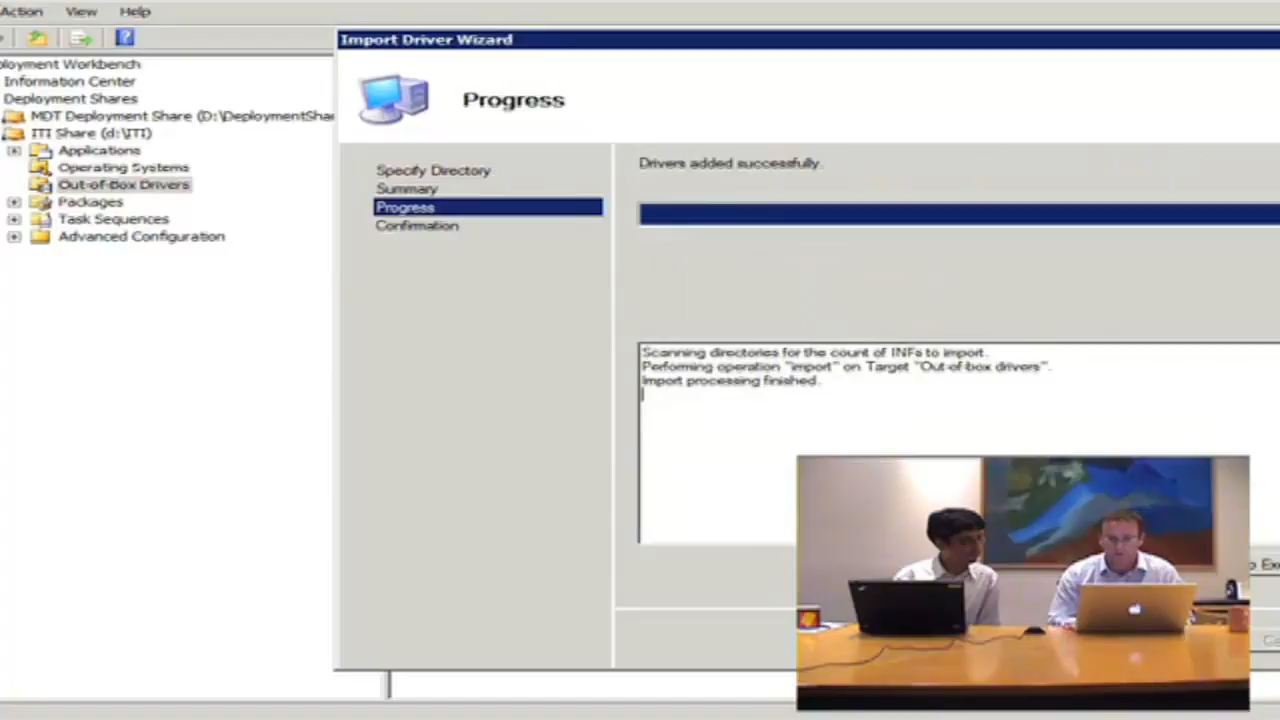 Action View Help
Import Driver Wizard
Deployment Workbench
Information Center
Deployment Shares
MDT Deployment Share (D:\DeploymentShar
ITI Share (d:\ITI)
Applications
Operating Systems
Out-of-Box Drivers
Packages
Task Sequences
Advanced Configuration
Progress
Specify Directory
Summary
Progress
Confirmation
Drivers added successfully.
Scanning directories for the count of INFs to import.
Performing operation "import" on Target "Out-of-box drivers".
Import processing finished.